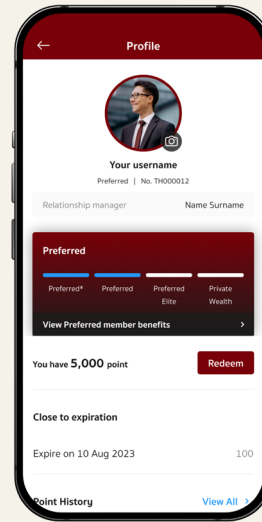 Profile
Your username
Preferred | No. TH000012
Relationship manager Name Surname
Preferred
Preferred* Preferred Preferred Elite Private Wealth
View Preferred member benefits >
You have 5,000 point Redeem
Close to expiration
Expire on 10 Aug 2023 100
Point History View All >